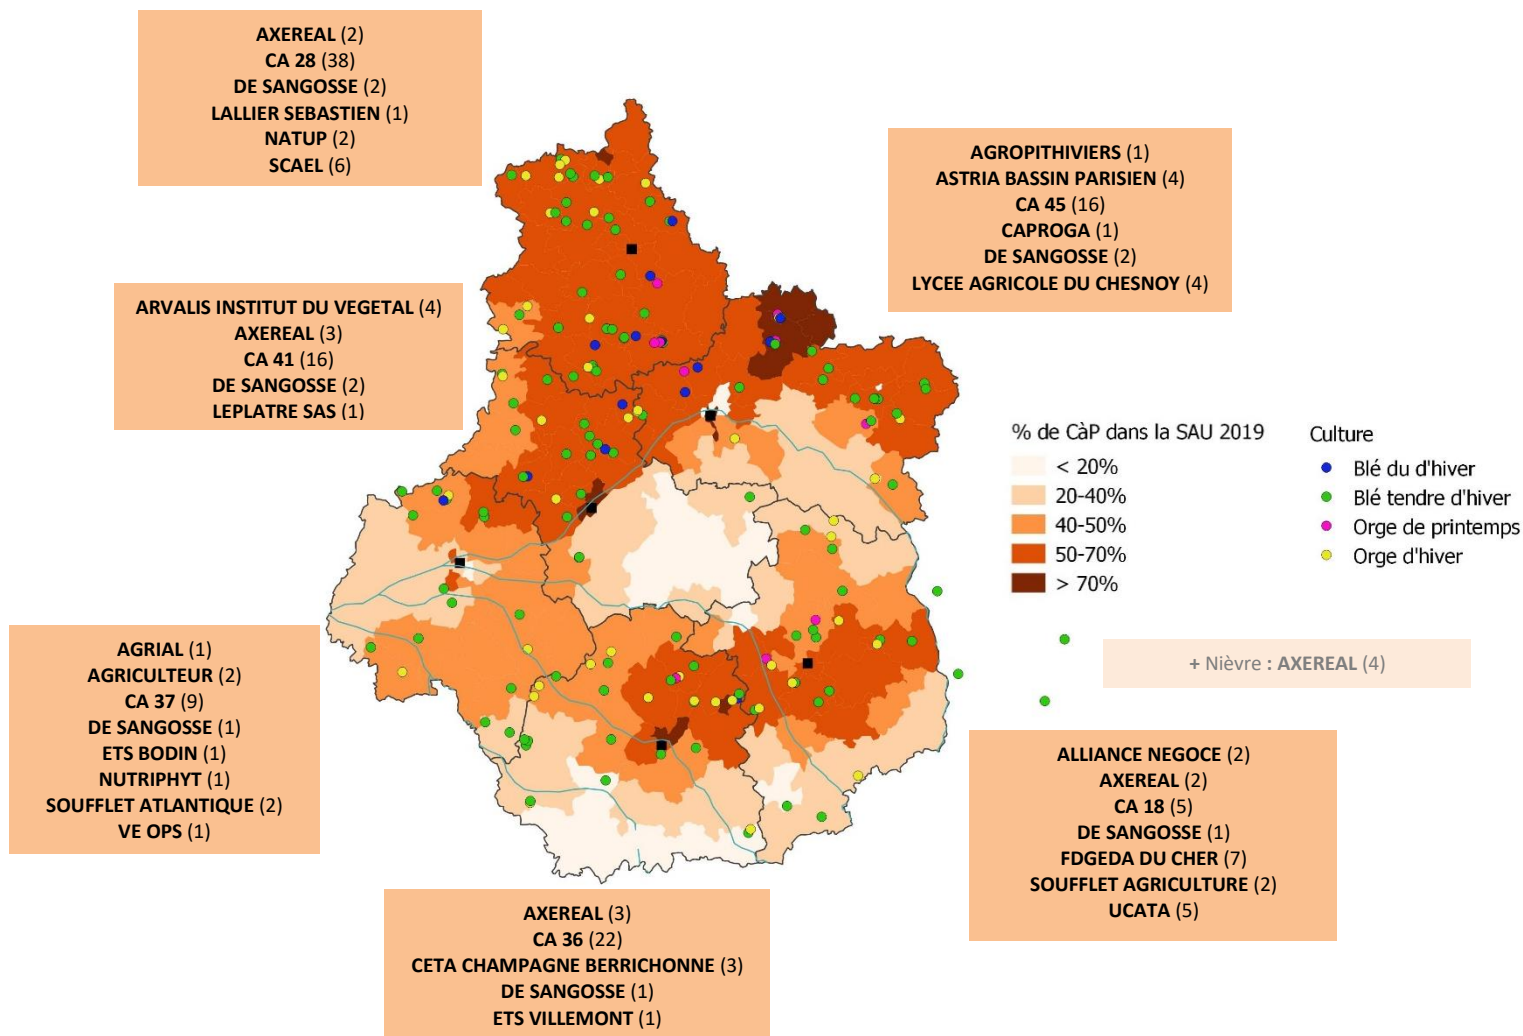 AXEREAL (2)
CA 28 (38)
DE SANGOSSE (2)
LALLIER SEBASTIEN (1)
NATUP (2)
SCAEL (6)
AGROPITHIVIERS (1)
ASTRIA BASSIN PARISIEN (4)
CA 45 (16)
CAPROGA (1)
DE SANGOSSE (2)
LYCEE AGRICOLE DU CHESNOY (4)
ARVALIS INSTITUT DU VEGETAL (4)
AXEREAL (3)
CA 41 (16)
DE SANGOSSE (2)
LEPLATRE SAS (1)
% de CàP dans la SAU 2019
< 20%
20-40%
40-50%
50-70%
> 70%
Culture
Blé du d'hiver
Blé tendre d'hiver
Orge de printemps
Orge d'hiver
AGRIAL (1)
AGRICULTEUR (2)
CA 37 (9)
DE SANGOSSE (1)
ETS BODIN (1)
NUTRIPHYT (1)
SOUFFLET ATLANTIQUE (2)
VE OPS (1)
+ Nièvre : AXEREAL (4)
ALLIANCE NEGOCE (2)
AXEREAL (2)
CA 18 (5)
DE SANGOSSE (1)
FDGEDA DU CHER (7)
SOUFFLET AGRICULTURE (2)
UCATA (5)
AXEREAL (3)
CA 36 (22)
CETA CHAMPAGNE BERRICHONNE (3)
DE SANGOSSE (1)
ETS VILLEMONT (1)